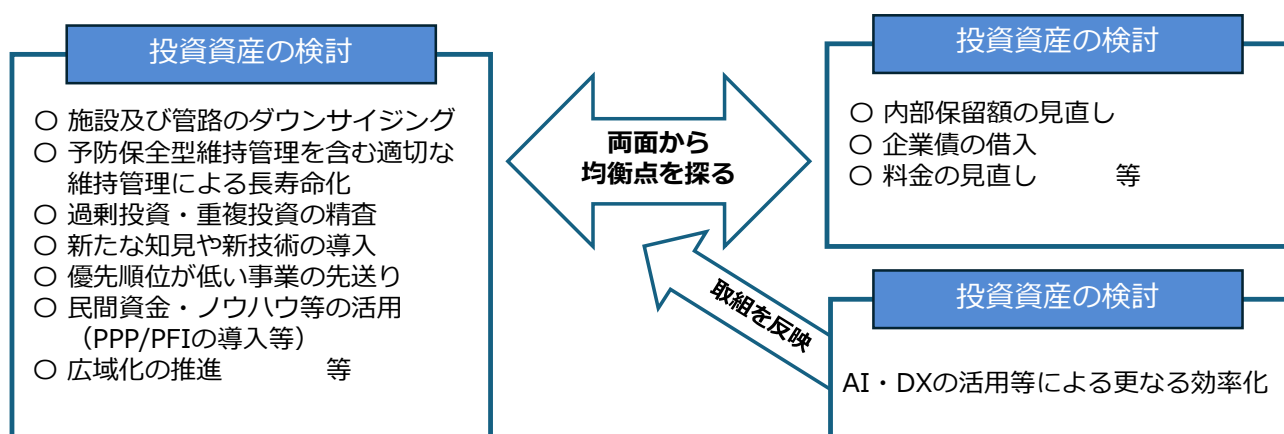 投資資産の検討
○ 施設及び管路のダウンサイジング
○ 予防保全型維持管理を含む適切な
維持管理による長寿命化
○ 過剰投資・重複投資の精査
○ 新たな知見や新技術の導入
○ 優先順位が低い事業の先送り
○ 民間資金・ノウハウ等の活用
（PPP/PFIの導入等）
○ 広域化の推進　　　　等
両面から
均衡点を探る
投資資産の検討
○ 内部保留額の見直し
○ 企業債の借入
○ 料金の見直し　　　等
取組を反映
投資資産の検討
AI・DXの活用等による更なる効率化